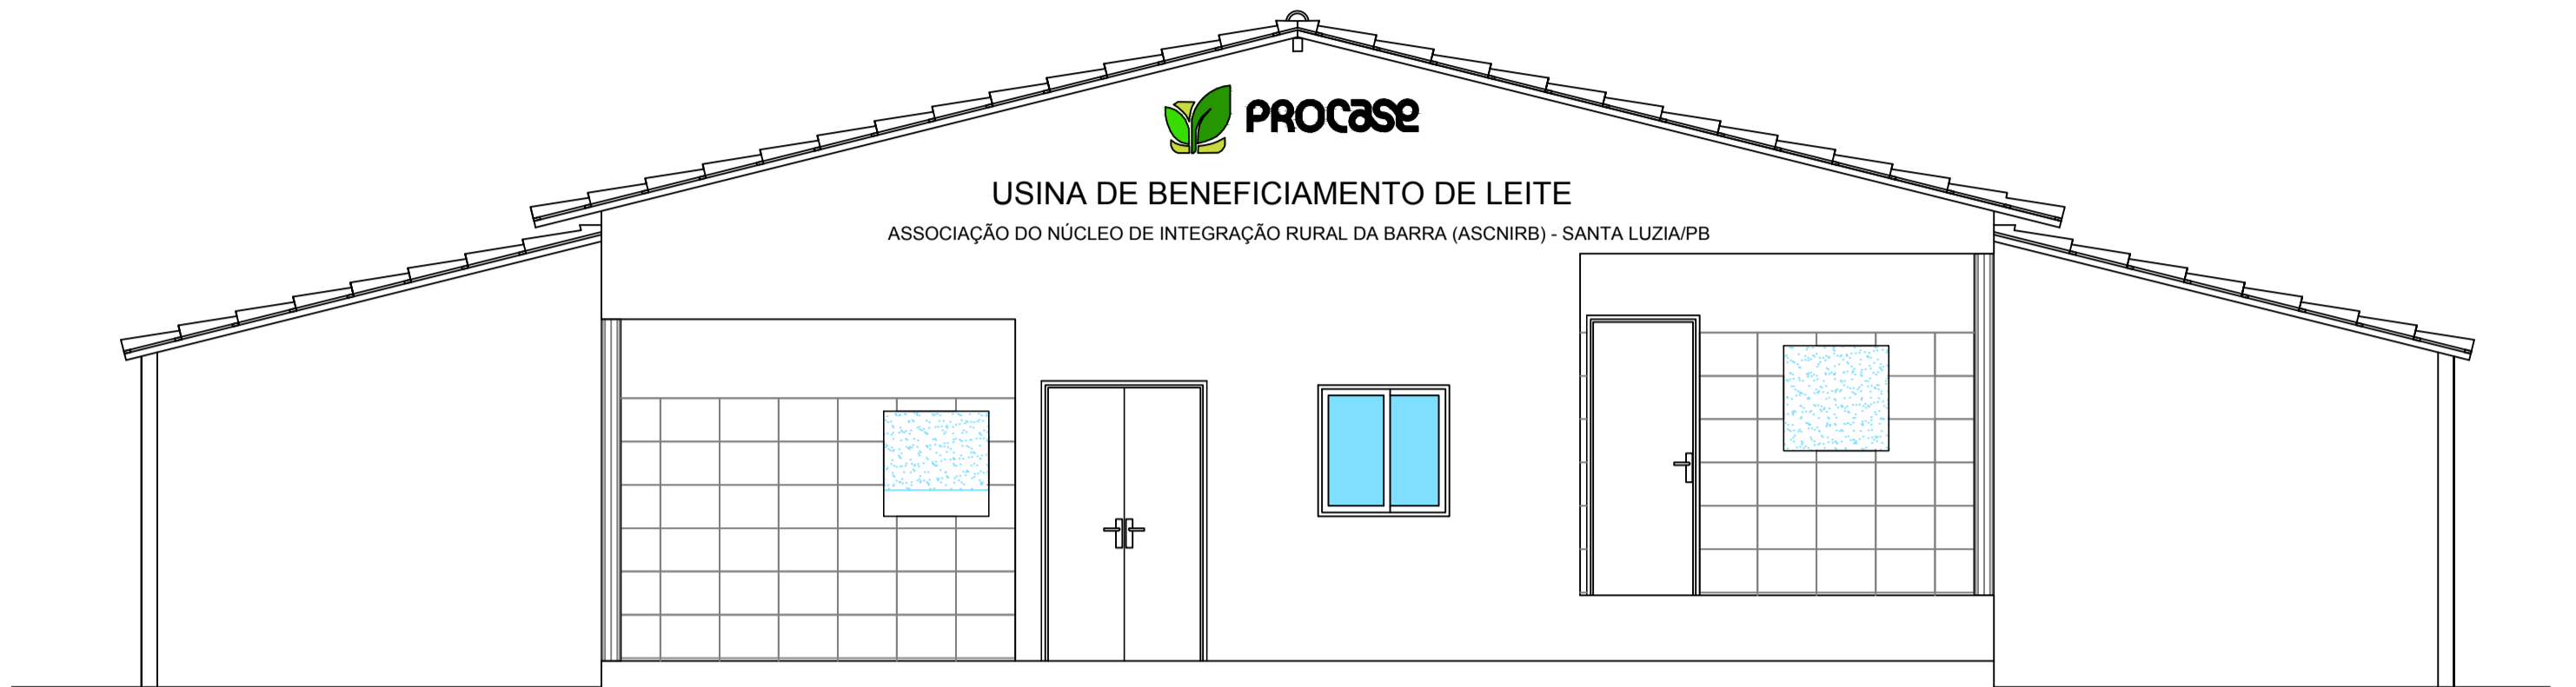 PROCASE
USINA DE BENEFICIAMENTO DE LEITE
ASSOCIAÇÃO DO NÚCLEO DE INTEGRAÇÃO RURAL DA BARRA (ASCNIRB) - SANTA LUZIA/PB